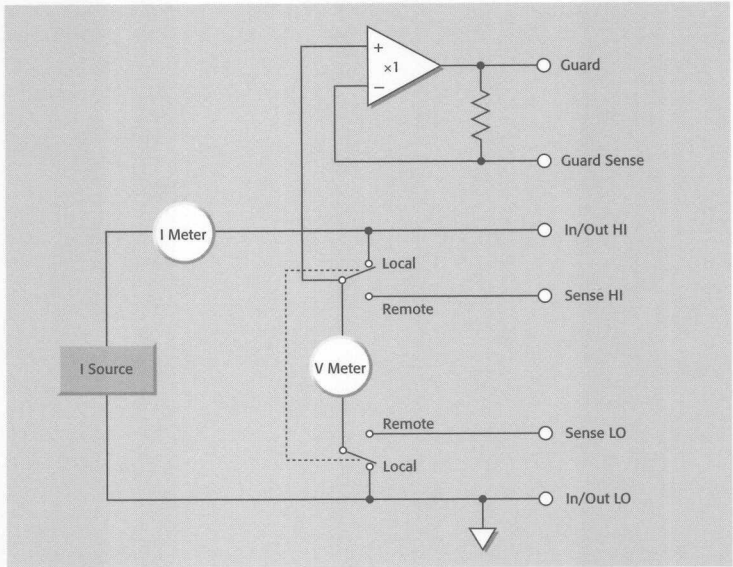 +
×1
−
Guard
Guard Sense
I Meter
In/Out HI
Local
Sense HI
Remote
I Source
V Meter
Remote
Sense LO
Local
In/Out LO